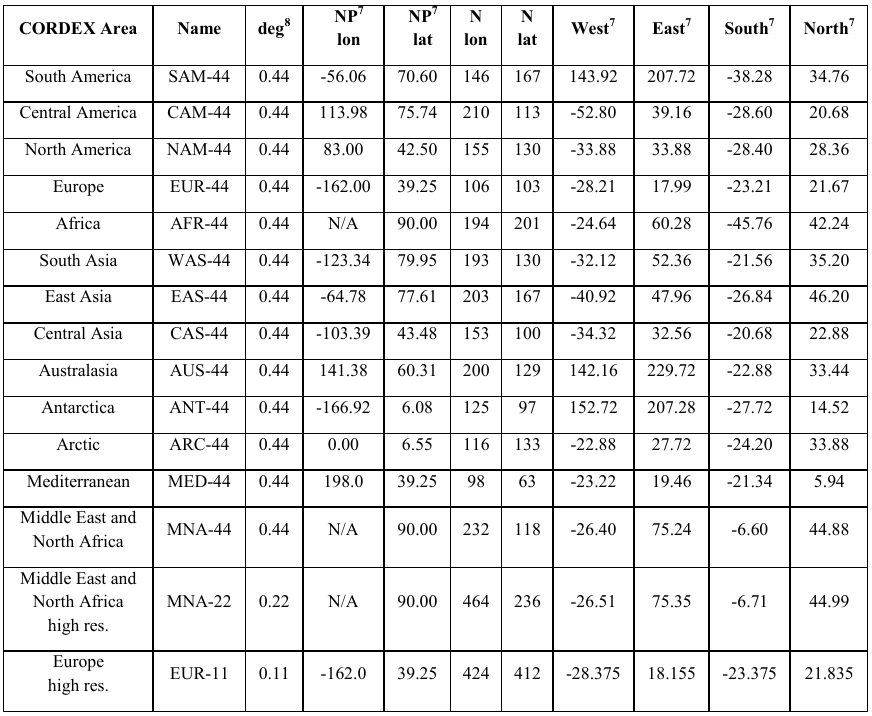 CORDEX Area Name deg8 NP7 lon NP7 lat N lon N lat West7 East7 South7 North7
South America SAM-44 0.44 -56.06 70.60 146 167 143.92 207.72 -38.28 34.76
Central America CAM-44 0.44 113.98 75.74 210 113 -52.80 39.16 -28.60 20.68
North America NAM-44 0.44 83.00 42.50 155 130 -33.88 33.88 -28.40 28.36
Europe EUR-44 0.44 -162.00 39.25 106 103 -28.21 17.99 -23.21 21.67
Africa AFR-44 0.44 N/A 90.00 194 201 -24.64 60.28 -45.76 42.24
South Asia WAS-44 0.44 -123.34 79.95 193 130 -32.12 52.36 -21.56 35.20
East Asia EAS-44 0.44 -64.78 77.61 203 167 -40.92 47.96 -26.84 46.20
Central Asia CAS-44 0.44 -103.39 43.48 153 100 -34.32 32.56 -20.68 22.88
Australasia AUS-44 0.44 141.38 60.31 200 129 142.16 229.72 -22.88 33.44
Antarctica ANT-44 0.44 -166.92 6.08 125 97 152.72 207.28 -27.72 14.52
Arctic ARC-44 0.44 0.00 6.55 116 133 -22.88 27.72 -24.20 33.88
Mediterranean MED-44 0.44 198.0 39.25 98 63 -23.22 19.46 -21.34 5.94
Middle East and
North Africa MNA-44 0.44 N/A 90.00 232 118 -26.40 75.24 -6.60 44.88
Middle East and
North Africa
high res. MNA-22 0.22 N/A 90.00 464 236 -26.51 75.35 -6.71 44.99
Europe
high res. EUR-11 0.11 -162.0 39.25 424 412 -28.375 18.155 -23.375 21.835